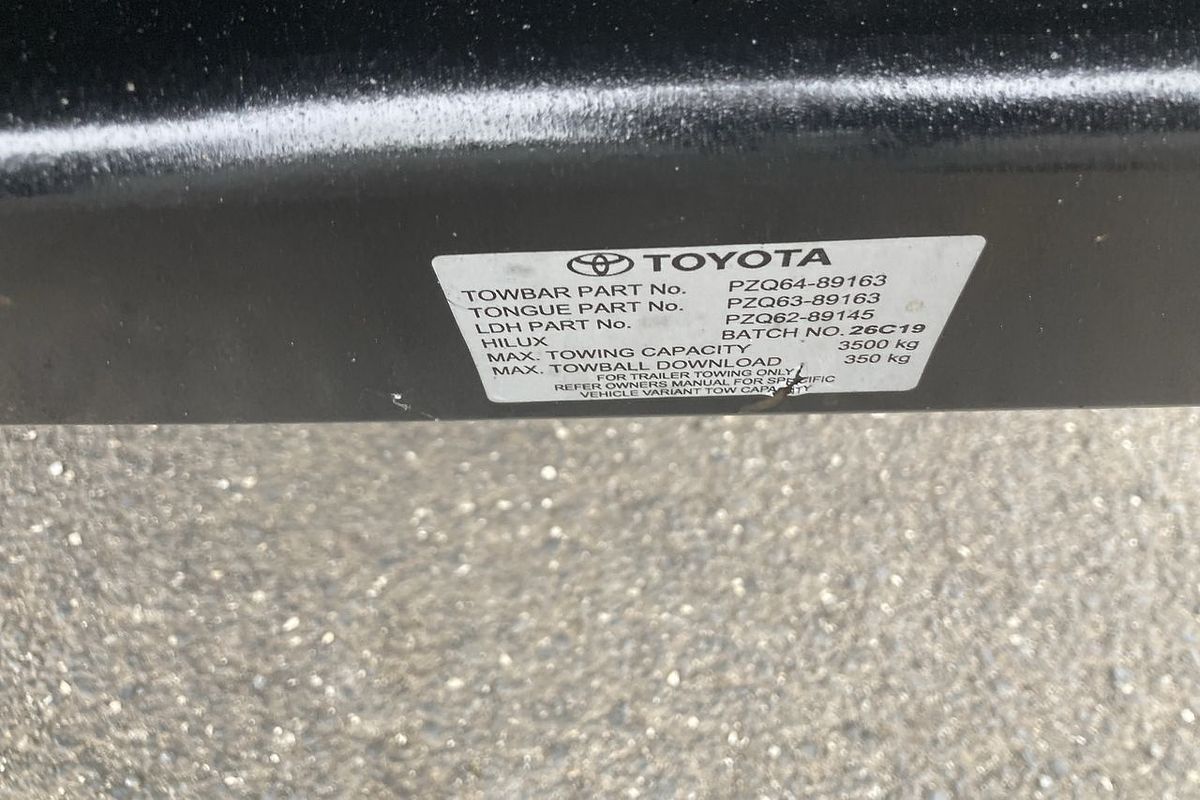 TOYOTA
TOWBAR PART No. PZQ64-89163
TONGUE PART No. PZQ63-89163
LDH PART No. PZQ62-89145
HILUX BATCH NO. 26C19
MAX. TOWING CAPACITY 3500 kg
MAX. TOWBALL DOWNLOAD 350 kg
FOR TRAILER TOWING ONLY
REFER OWNERS MANUAL FOR SPECIFIC
VEHICLE VARIANT TOW CAPACITY